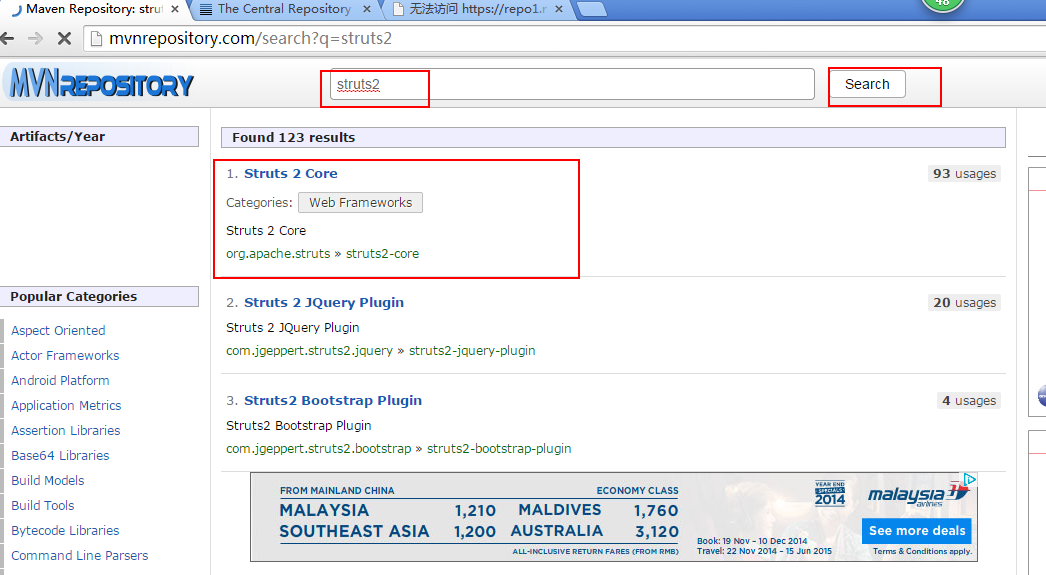 Maven Repository: stru
The Central Repository
无法访问 https://repo1.
48
mvnrepository.com/search?q=struts2
MVNREPOSITORY
struts2
Search
Artifacts/Year
Found 123 results
1. Struts 2 Core
93 usages
Categories: Web Frameworks
Struts 2 Core
org.apache.struts » struts2-core
2. Struts 2 JQuery Plugin
20 usages
Struts 2 JQuery Plugin
com.jgeppert.struts2.jquery » struts2-jquery-plugin
3. Struts2 Bootstrap Plugin
4 usages
Struts2 Bootstrap Plugin
com.jgeppert.struts2.bootstrap » struts2-bootstrap-plugin
Popular Categories
Aspect Oriented
Actor Frameworks
Android Platform
Application Metrics
Assertion Libraries
Base64 Libraries
Build Models
Build Tools
Bytecode Libraries
Command Line Parsers
FROM MAINLAND CHINA
ECONOMY CLASS
MALAYSIA 1,210 MALDIVES 1,760
SOUTHEAST ASIA 1,200 AUSTRALIA 3,120
ALL-INCLUSIVE RETURN FARES (FROM RMB)
YEAR END
SPECIALS
2014
Book: 19 Nov - 10 Dec 2014
Travel: 22 Nov 2014 - 15 Jun 2015
malaysia
airlines
See more deals
Terms & Conditions apply.